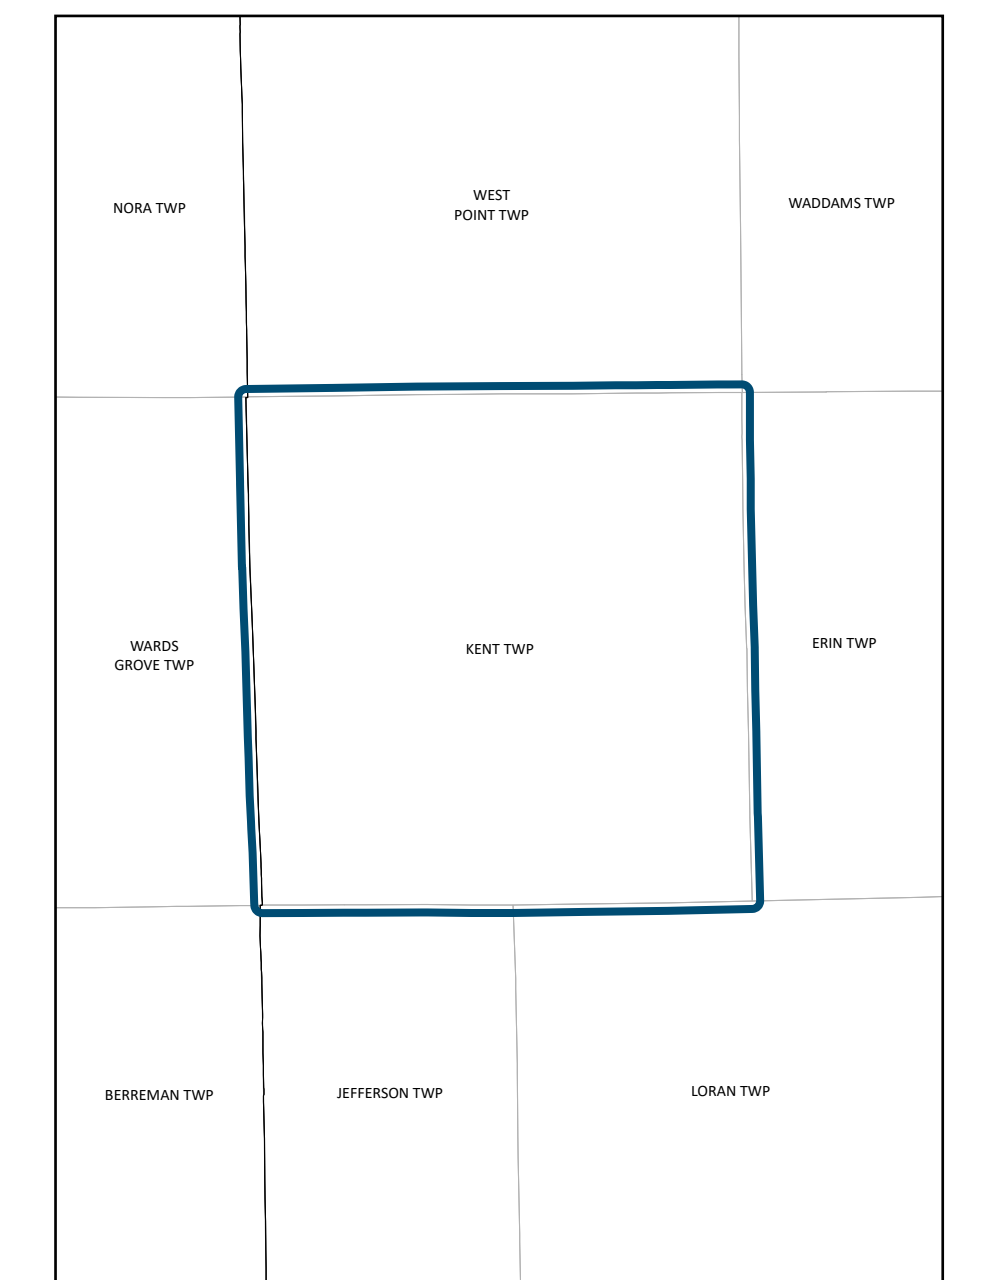 NORA TWP
WEST
POINT TWP
WADDAMS TWP
WARDS
GROVE TWP
KENT TWP
ERIN TWP
BERREMAN TWP
JEFFERSON TWP
LORAN TWP